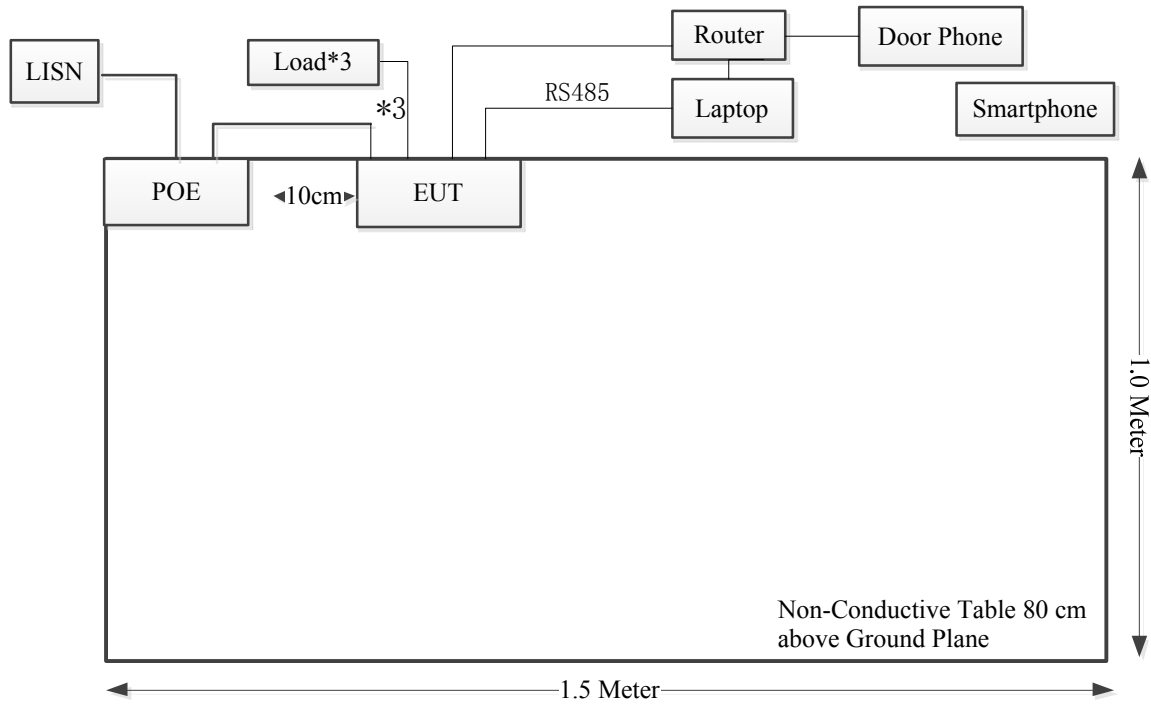 Router
Door Phone
LISN
Load*3
*3
RS485
Laptop
Smartphone
POE
10cm
EUT
1.0 Meter
Non-Conductive Table 80 cm
above Ground Plane
1.5 Meter